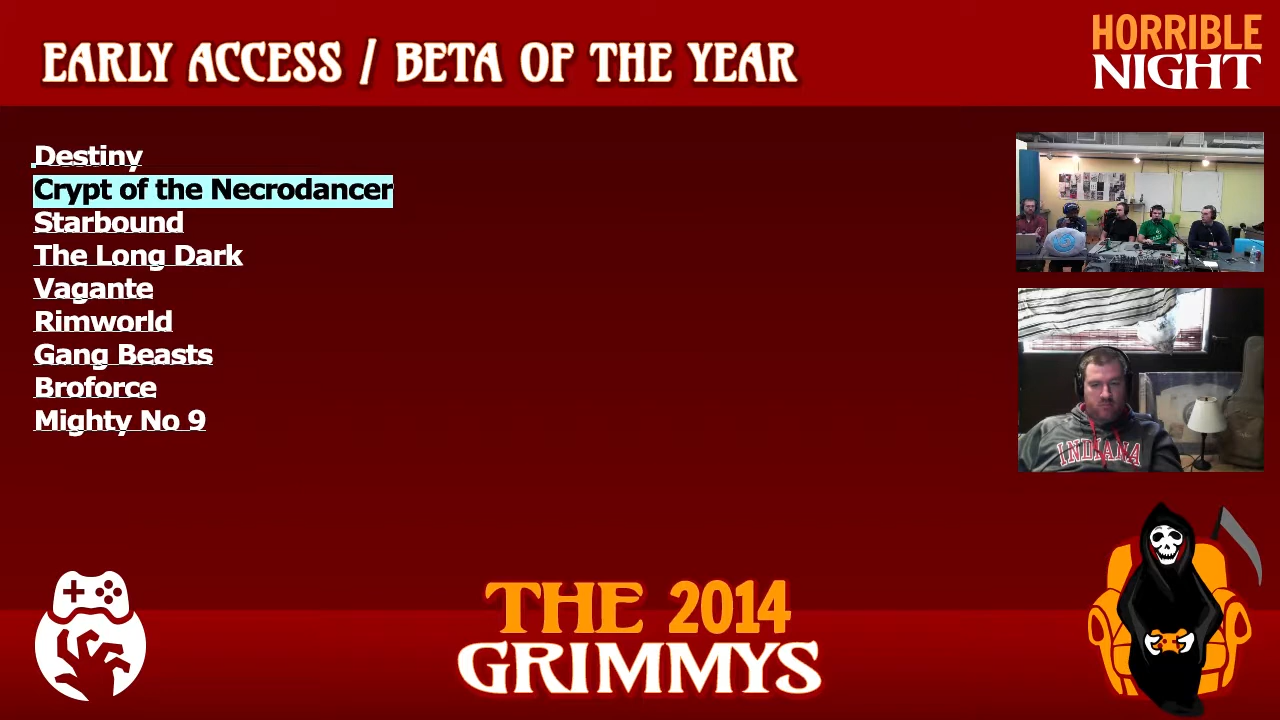 EARLY ACCESS / BETA OF THE YEAR
HORRIBLE
NIGHT
Destiny
Crypt of the Necrodancer
Starbound
The Long Dark
Vagante
Rimworld
Gang Beasts
Broforce
Mighty No 9
INDIANA
THE 2014
GRIMMYS